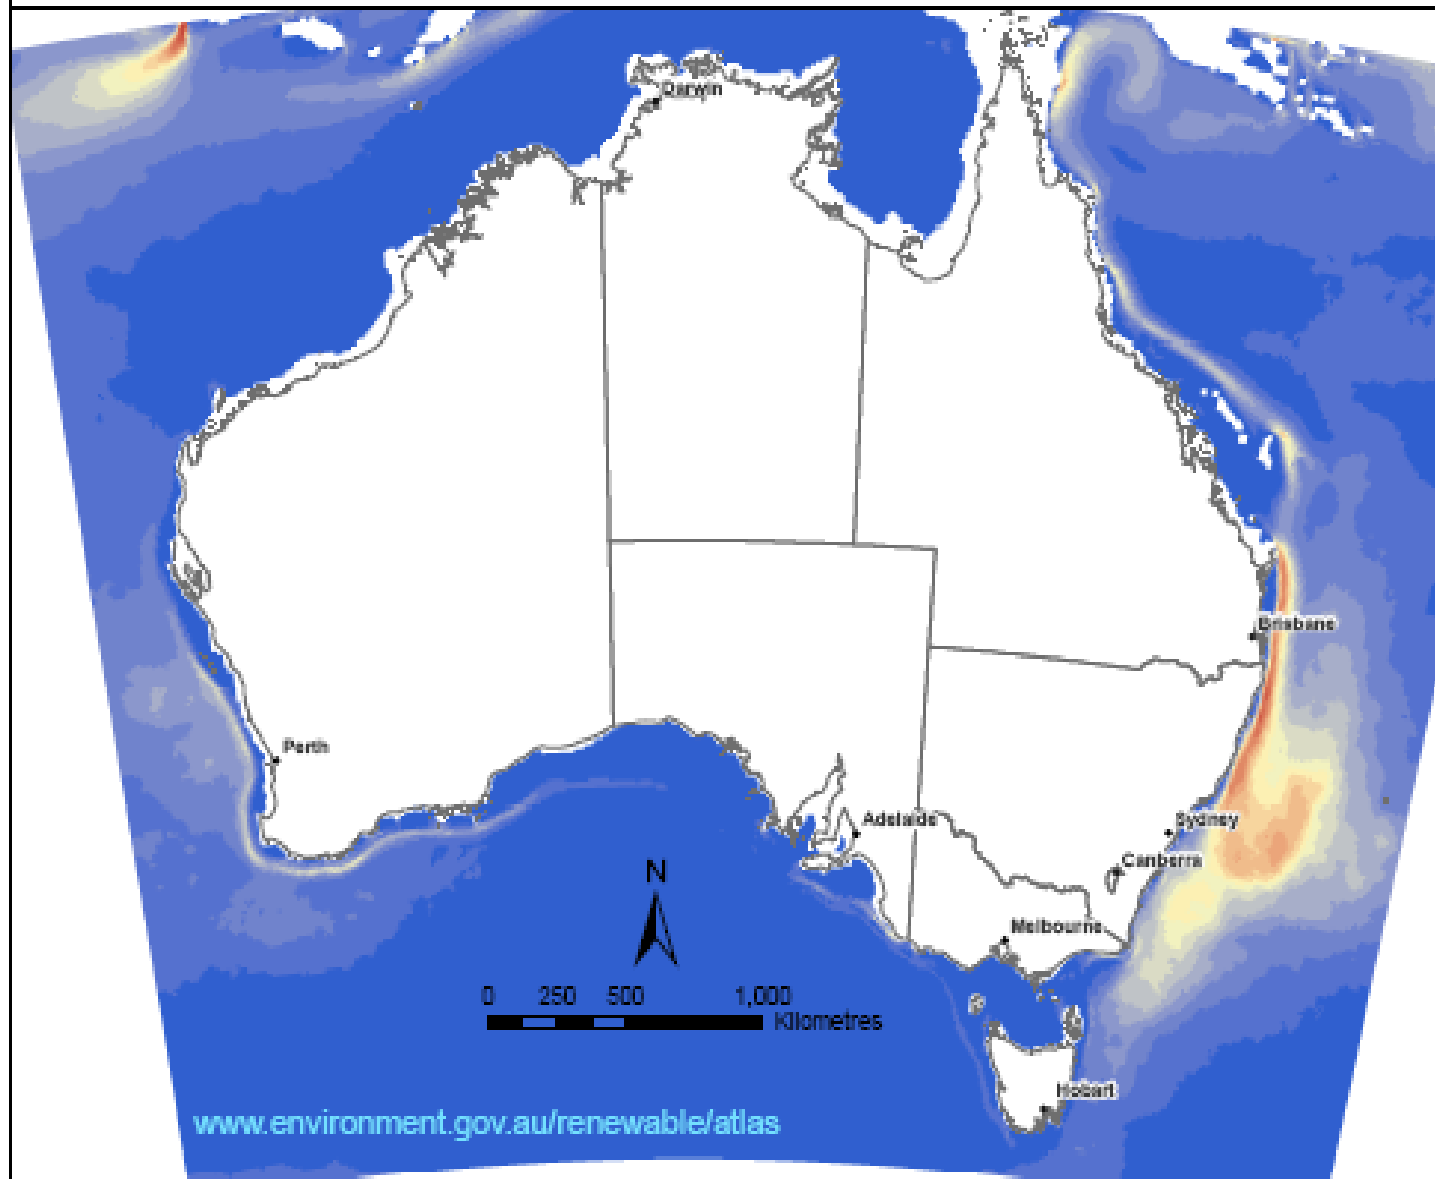 Darwin
Brisbane
Perth
Adelaide
Sydney
Canberra
N
Melbourne
0 250 500 1,000
Kilometres
Hobart
www.environment.gov.au/renewable/atlas